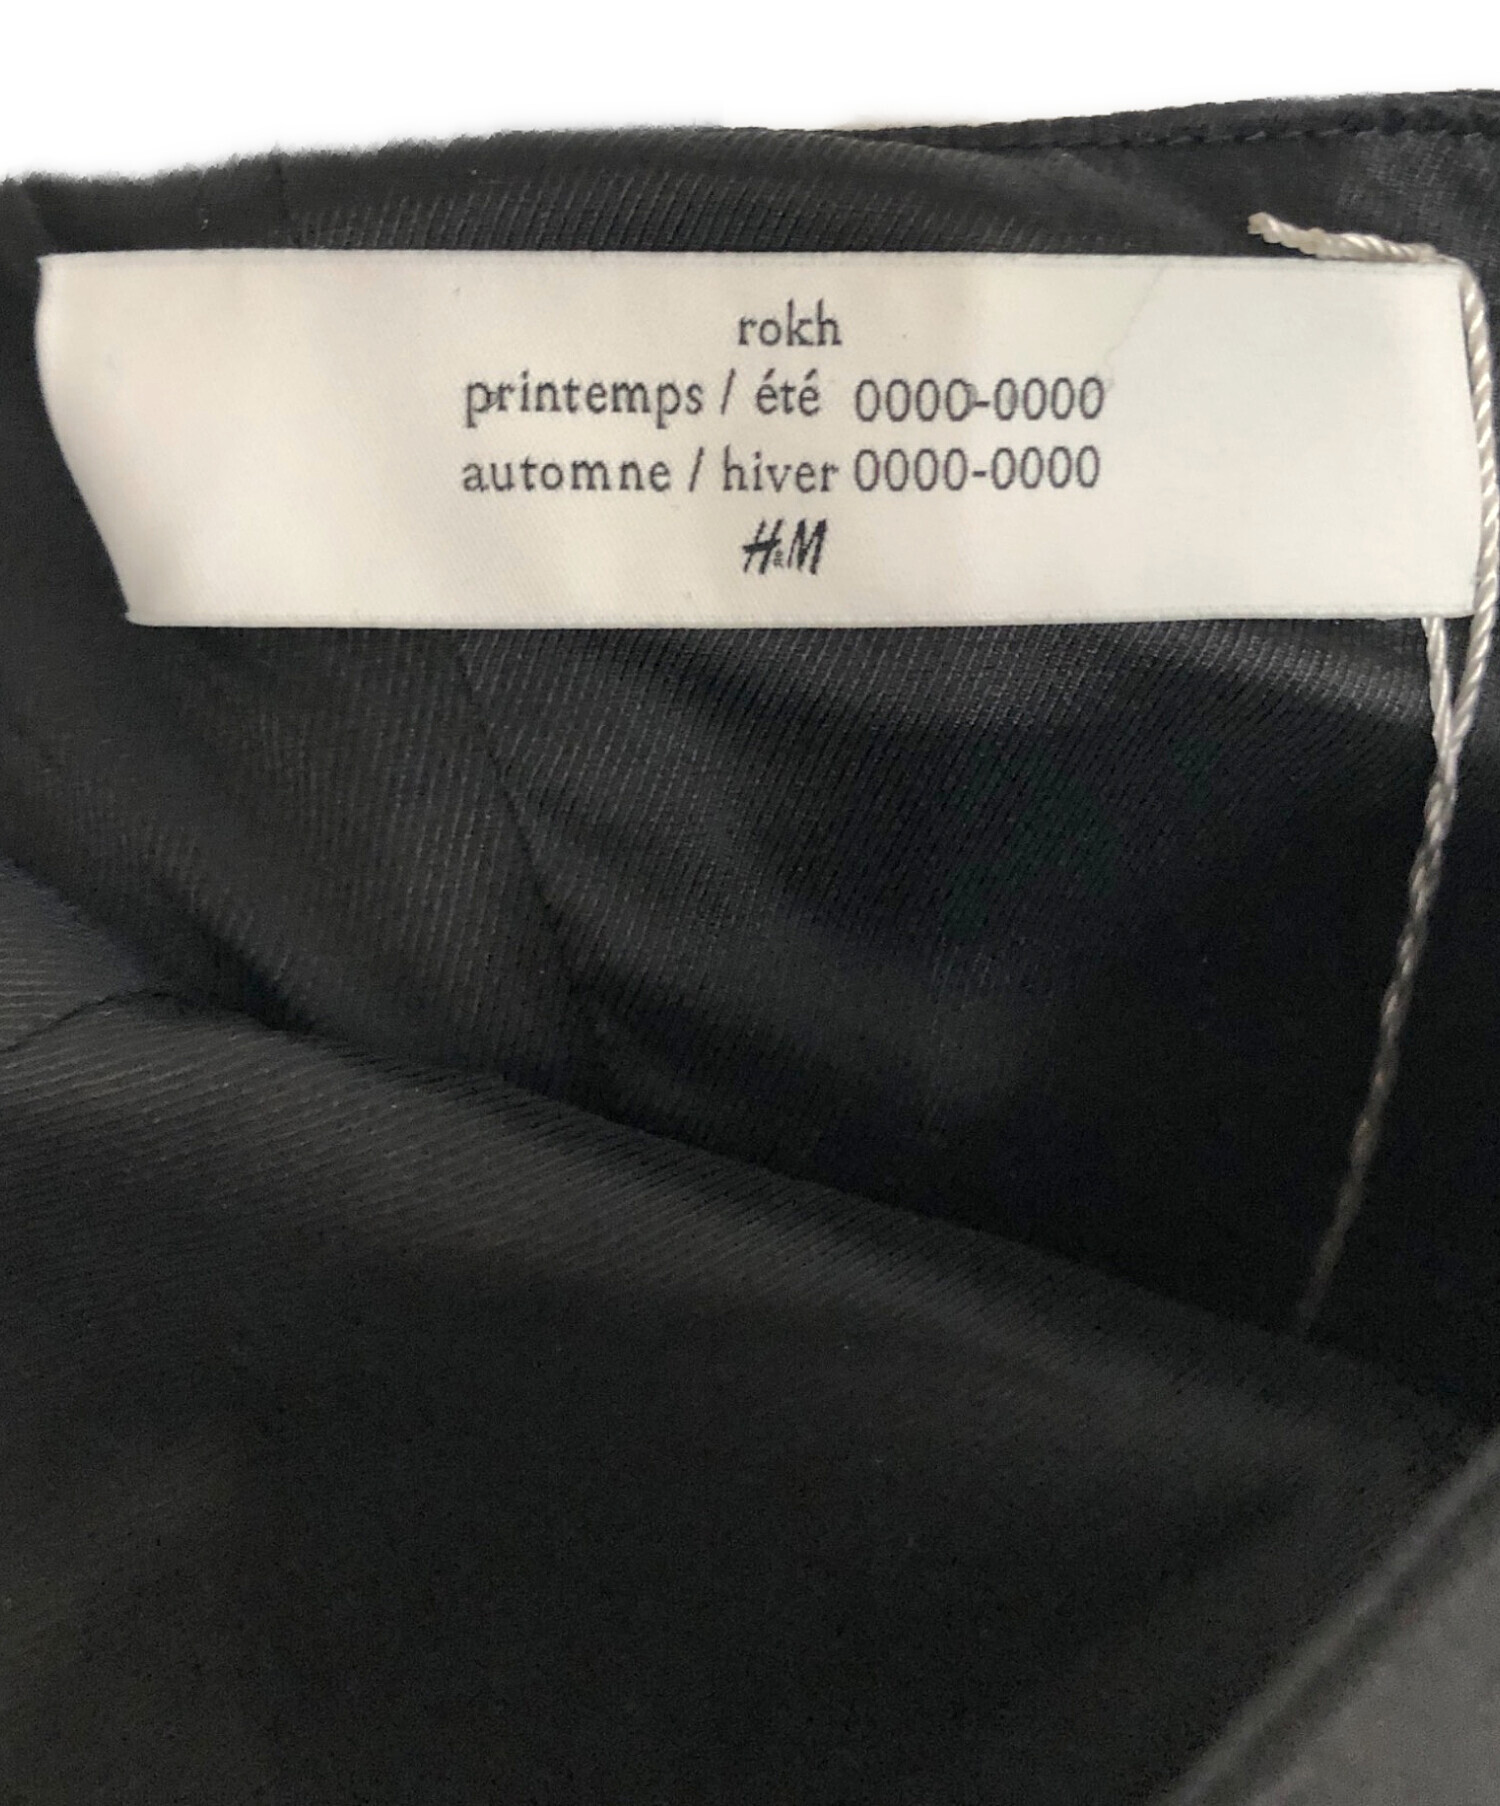 rokh
printemps / été 0000-0000
automne / hiver 0000-0000
H&M